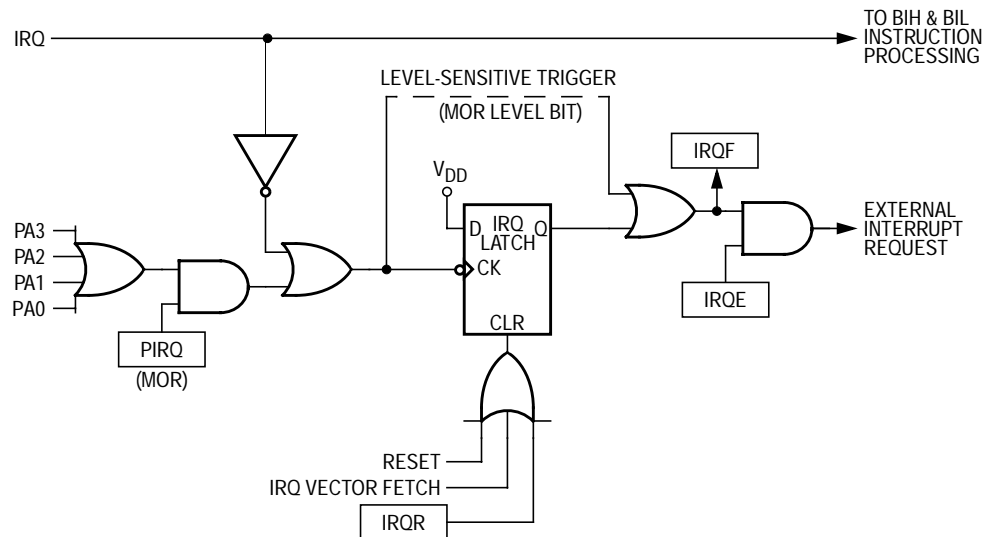 IRQ
TO BIH & BIL
INSTRUCTION
PROCESSING
LEVEL-SENSITIVE TRIGGER
(MOR LEVEL BIT)
IRQF
VDD
PA3
PA2
PA1
PA0
D IRQ Q
LATCH
CK
CLR
EXTERNAL
INTERRUPT
REQUEST
IRQE
PIRQ
(MOR)
RESET
IRQ VECTOR FETCH
IRQR